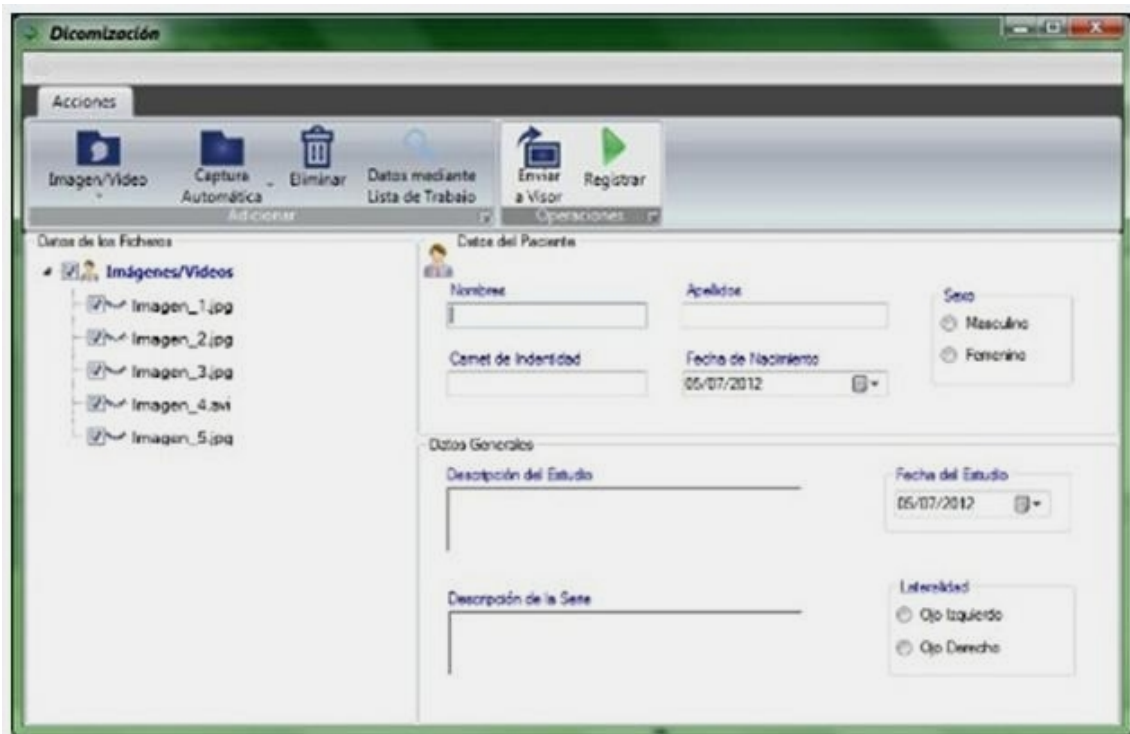 Dicomización
Acciones
Imagen/Video
Captura
Automática
Eliminar
Datos mediante
Lista de Trabajo
Enviar
a Visor
Registrar
Adicionar
Operaciones
Datos de los Ficheros
Imágenes/Videos
Imagen_1.jpg
Imagen_2.jpg
Imagen_3.jpg
Imagen_4.avi
Imagen_5.jpg
Datos del Paciente
Nombres
Apellidos
Sexo
Masculino
Femenino
Carnet de Indentidad
Fecha de Nacimiento
05/07/2012
Datos Generales
Descripción del Estudio
Fecha del Estudio
05/07/2012
Descripción de la Serie
Lateralidad
Ojo Izquierdo
Ojo Derecho